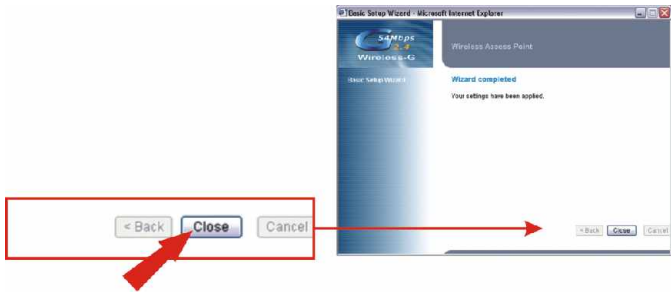 Basic Setup Wizard - Microsoft Internet Explorer
G
54Mbps
2.4
Wireless-G
Wireless Access Point
Basic Setup Wizard
Wizard completed
Your settings have been applied.
< Back Close Cancel
< Back Close Cancel